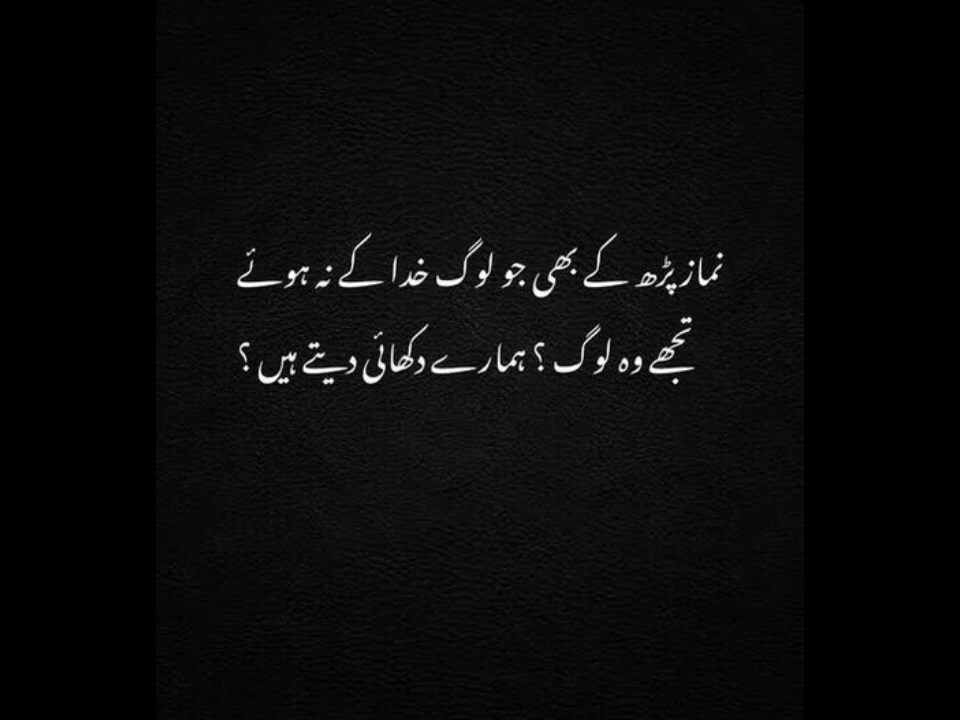 نماز پڑھ کے بھی جو لوگ خدا کے نہ ہوئے
تجھے وہ لوگ ؟ ہمارے دکھائی دیتے ہیں ؟